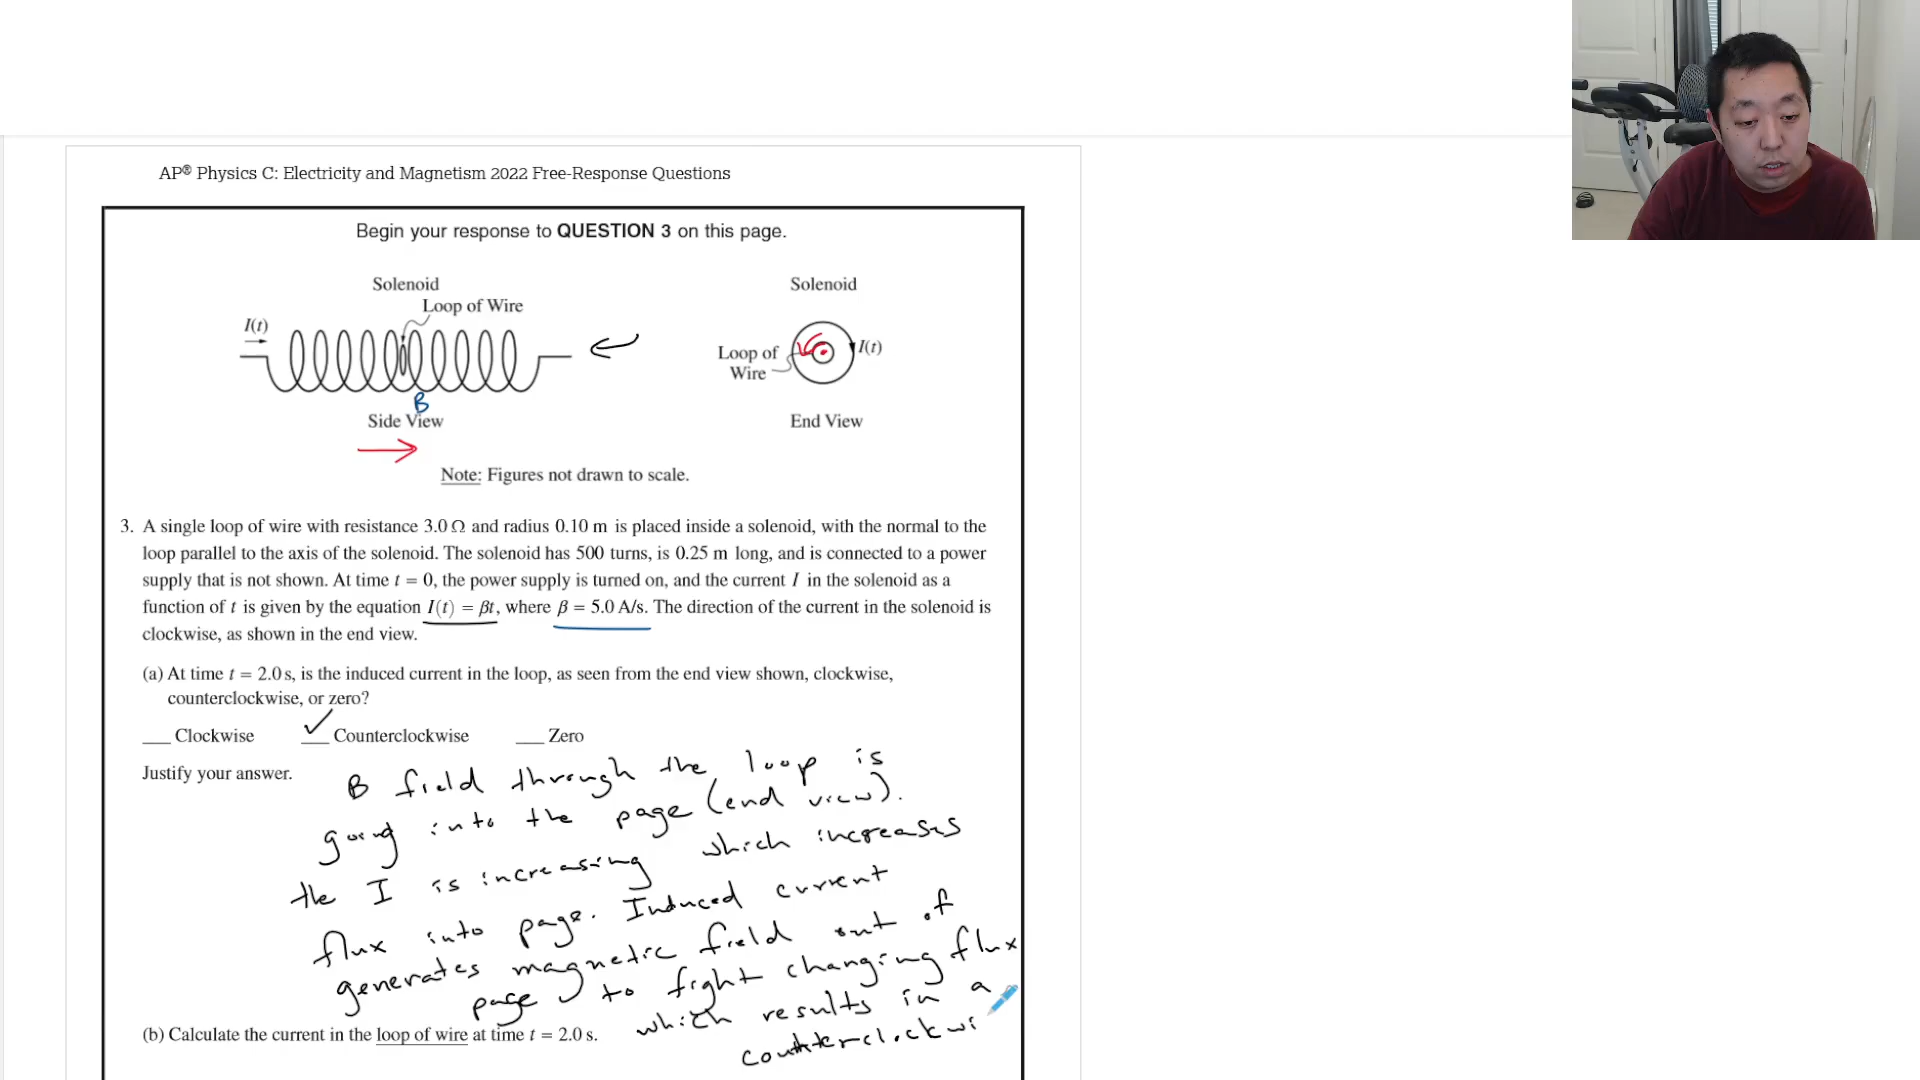 AP® Physics C: Electricity and Magnetism 2022 Free-Response Questions
Begin your response to QUESTION 3 on this page.
Solenoid
Loop of Wire
I(t)
B
Side View
Solenoid
Loop of
Wire
I(t)
End View
Note: Figures not drawn to scale.
3. A single loop of wire with resistance 3.0 Ω and radius 0.10 m is placed inside a solenoid, with the normal to the
loop parallel to the axis of the solenoid. The solenoid has 500 turns, is 0.25 m long, and is connected to a power
supply that is not shown. At time t = 0, the power supply is turned on, and the current I in the solenoid as a
function of t is given by the equation I(t) = βt, where β = 5.0 A/s. The direction of the current in the solenoid is
clockwise, as shown in the end view.
(a) At time t = 2.0 s, is the induced current in the loop, as seen from the end view shown, clockwise,
counterclockwise, or zero?
___ Clockwise ✓ Counterclockwise ___ Zero
Justify your answer.
B field through the loop is
going into the page (end view).
the I is increasing which increases
flux into page. Induced current
generates magnetic field out of
page to fight changing flux
which results in a
counterclockwi
(b) Calculate the current in the loop of wire at time t = 2.0 s.